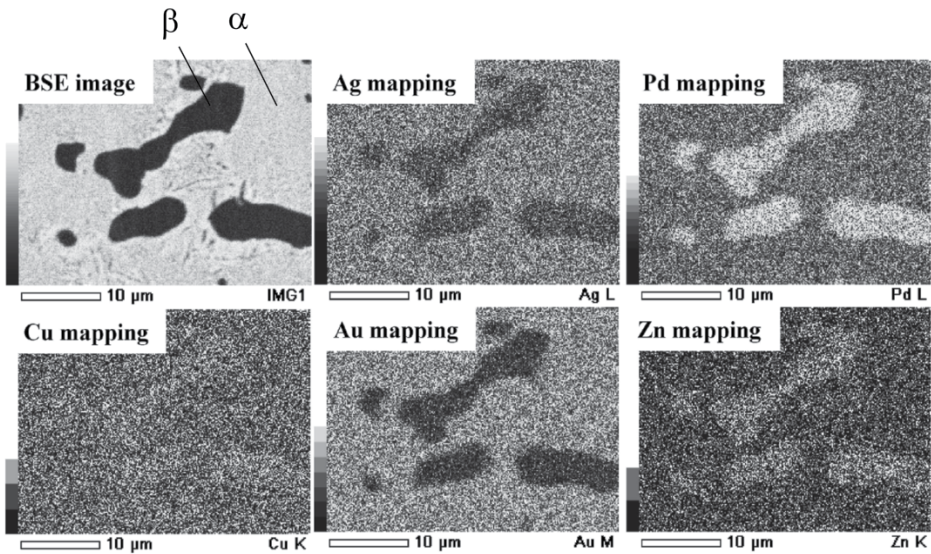 β α
BSE image
Ag mapping
Pd mapping
10 μm IMG1
10 μm Ag L
10 μm Pd L
Cu mapping
Au mapping
Zn mapping
10 μm Cu K
10 μm Au M
10 μm Zn K